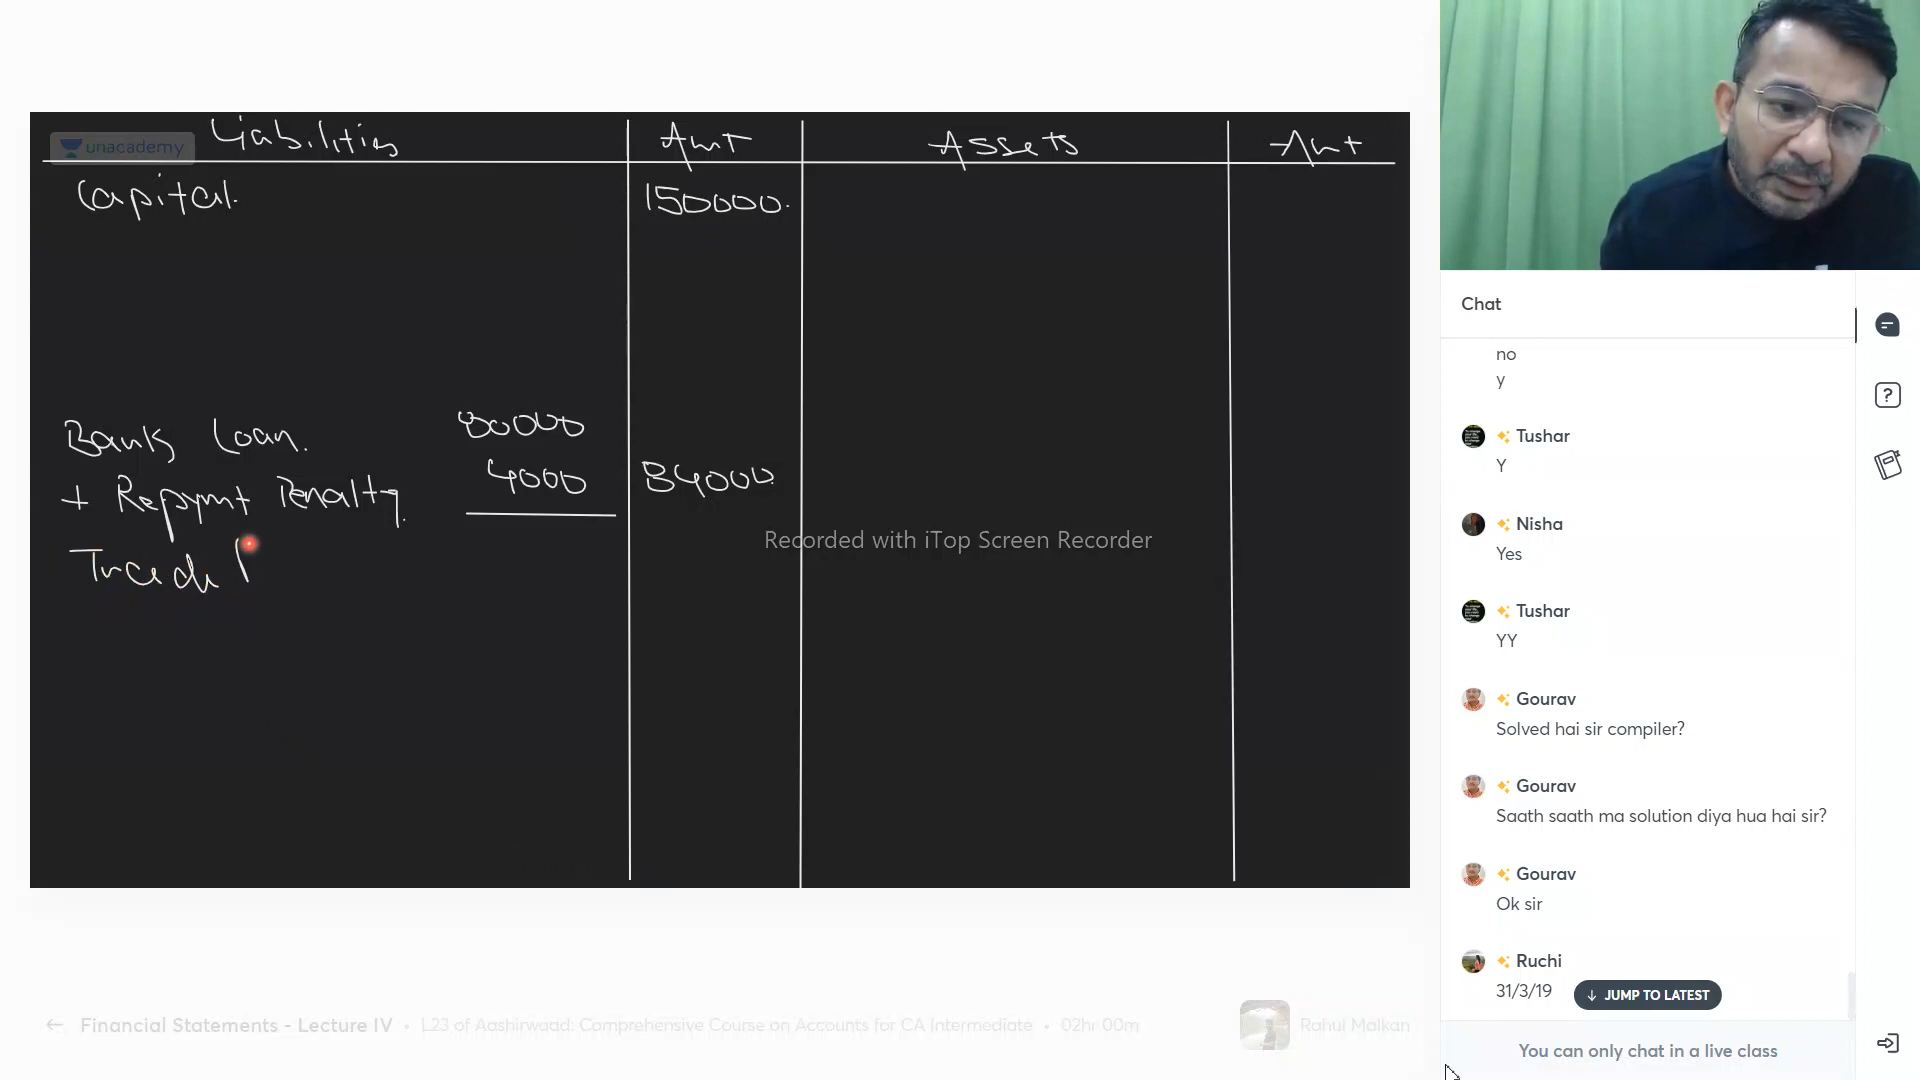 unacademy
Liabilities Amt Assets Amt
Capital. 150000.
Bank Loan. 80000
+ Repymt Penalty. 4000 84000.
Trade P
Recorded with iTop Screen Recorder
← Financial Statements - Lecture IV • L23 of Aashirwaad: Comprehensive Course on Accounts for CA Intermediate • 02hr 00m
Rahul Malkan
Chat
no
y
Tushar
Y
Nisha
Yes
Tushar
YY
Gourav
Solved hai sir compiler?
Gourav
Saath saath ma solution diya hua hai sir?
Gourav
Ok sir
Ruchi
31/3/19
↓ JUMP TO LATEST
You can only chat in a live class